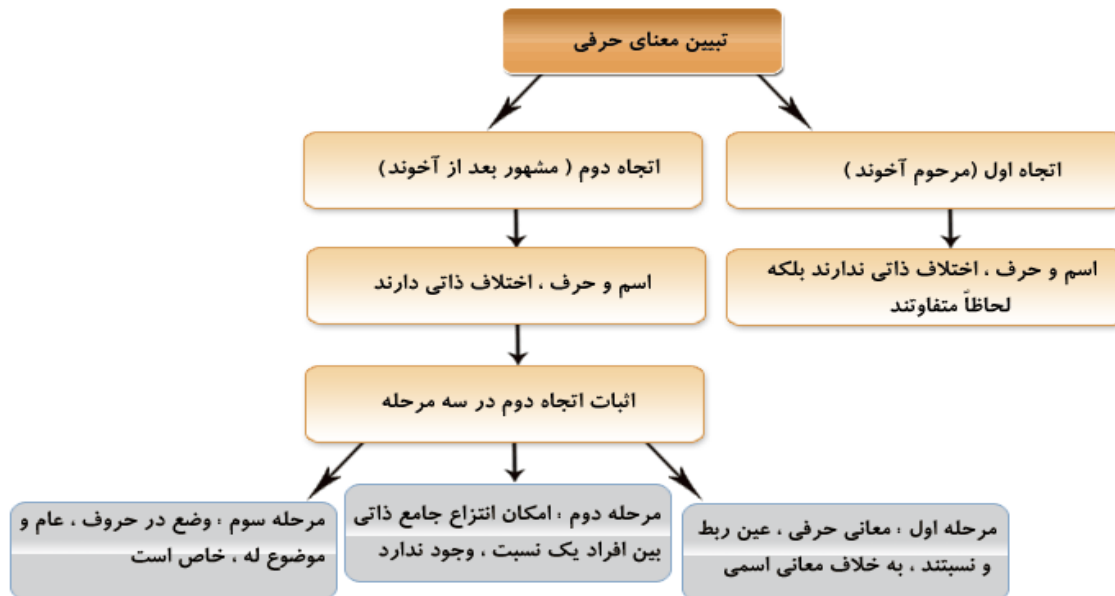 تبیین معنای حرفی
اتجاه اول (مرحوم آخوند )
اتجاه دوم ( مشهور بعد از آخوند)
اسم و حرف ، اختلاف ذاتی ندارند بلکه
لحاظاً متفاوتند
اسم و حرف ، اختلاف ذاتی دارند
اثبات اتجاه دوم در سه مرحله
مرحله اول : معانی حرفی ، عین ربط
و نسبتند ، به خلاف معانی اسمی
مرحله دوم : امکان انتزاع جامع ذاتی
بین افراد یک نسبت ، وجود ندارد
مرحله سوم : وضع در حروف ، عام و
موضوع له ، خاص است